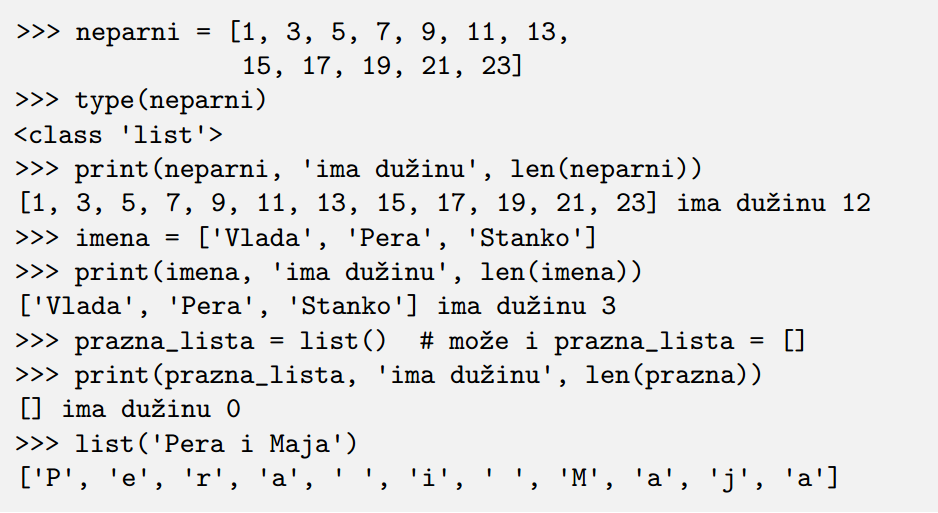 >>> neparni = [1, 3, 5, 7, 9, 11, 13,
               15, 17, 19, 21, 23]
>>> type(neparni)
<class 'list'>
>>> print(neparni, 'ima dužinu', len(neparni))
[1, 3, 5, 7, 9, 11, 13, 15, 17, 19, 21, 23] ima dužinu 12
>>> imena = ['Vlada', 'Pera', 'Stanko']
>>> print(imena, 'ima dužinu', len(imena))
['Vlada', 'Pera', 'Stanko'] ima dužinu 3
>>> prazna_lista = list()  # može i prazna_lista = []
>>> print(prazna_lista, 'ima dužinu', len(prazna))
[] ima dužinu 0
>>> list('Pera i Maja')
['P', 'e', 'r', 'a', ' ', 'i', ' ', 'M', 'a', 'j', 'a']